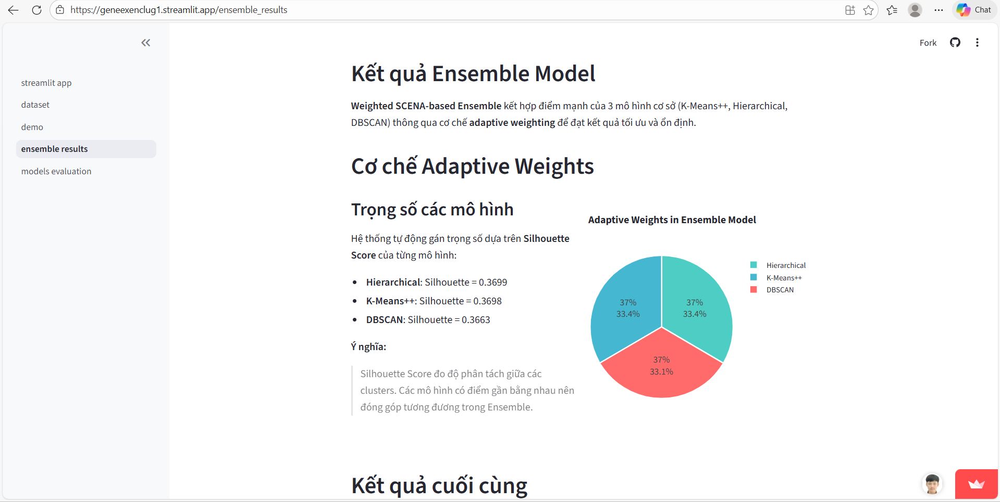 https://geneexenclug1.streamlit.app/ensemble_results
Chat
Fork
streamlit app
dataset
demo
ensemble results
models evaluation
Kết quả Ensemble Model
Weighted SCENA-based Ensemble kết hợp điểm mạnh của 3 mô hình cơ sở (K-Means++, Hierarchical,
DBSCAN) thông qua cơ chế adaptive weighting để đạt kết quả tối ưu và ổn định.
Cơ chế Adaptive Weights
Trọng số các mô hình
Hệ thống tự động gán trọng số dựa trên Silhouette
Score của từng mô hình:
• Hierarchical: Silhouette = 0.3699
• K-Means++: Silhouette = 0.3698
• DBSCAN: Silhouette = 0.3663
Ý nghĩa:
Silhouette Score đo độ phân tách giữa các
clusters. Các mô hình có điểm gần bằng nhau nên
đóng góp tương đương trong Ensemble.
Adaptive Weights in Ensemble Model
37%
33.4%
37%
33.4%
37%
33.1%
Hierarchical
K-Means++
DBSCAN
Kết quả cuối cùng